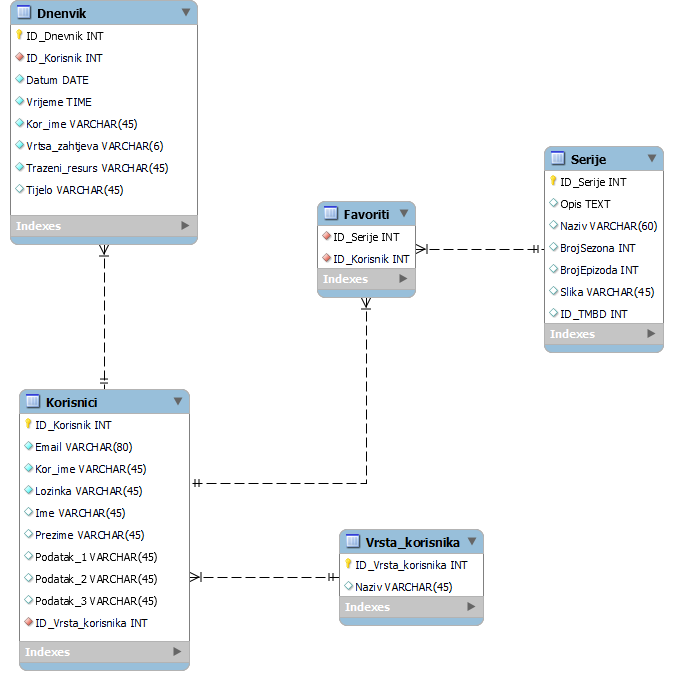 Dnenvik
ID_Dnevnik INT
ID_Korisnik INT
Datum DATE
Vrijeme TIME
Kor_ime VARCHAR(45)
Vrtsa_zahtjeva VARCHAR(6)
Trazeni_resurs VARCHAR(45)
Tijelo VARCHAR(45)
Indexes
Serije
ID_Serije INT
Opis TEXT
Naziv VARCHAR(60)
BrojSezona INT
BrojEpizoda INT
Slika VARCHAR(45)
ID_TMBD INT
Indexes
Favoriti
ID_Serije INT
ID_Korisnik INT
Indexes
Korisnici
ID_Korisnik INT
Email VARCHAR(80)
Kor_ime VARCHAR(45)
Lozinka VARCHAR(45)
Ime VARCHAR(45)
Prezime VARCHAR(45)
Podatak_1 VARCHAR(45)
Podatak_2 VARCHAR(45)
Podatak_3 VARCHAR(45)
ID_Vrsta_korisnika INT
Indexes
Vrsta_korisnika
ID_Vrsta_korisnika INT
Naziv VARCHAR(45)
Indexes